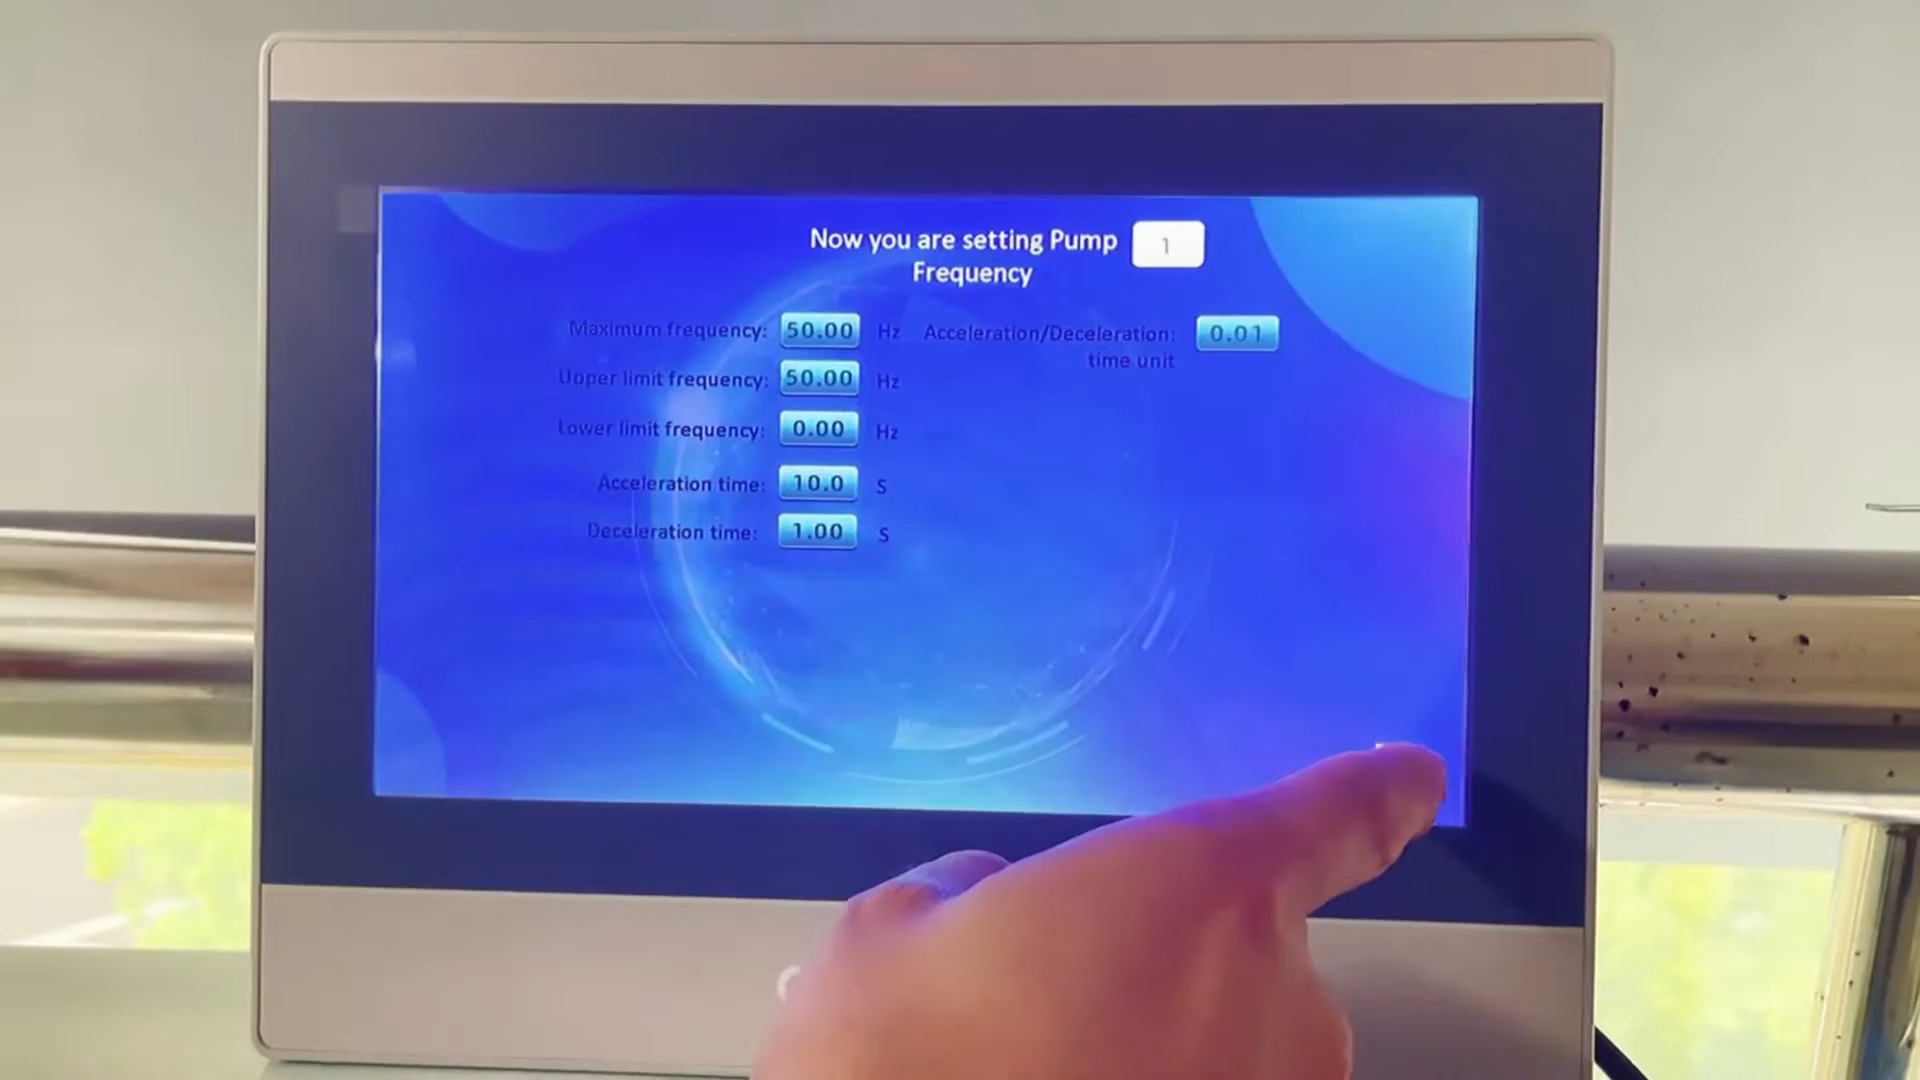 Now you are setting Pump 1
Frequency
Maximum frequency: 50.00 Hz Acceleration/Deceleration: 0.01
time unit
Upper limit frequency: 50.00 Hz
Lower limit frequency: 0.00 Hz
Acceleration time: 10.0 S
Deceleration time: 1.00 S